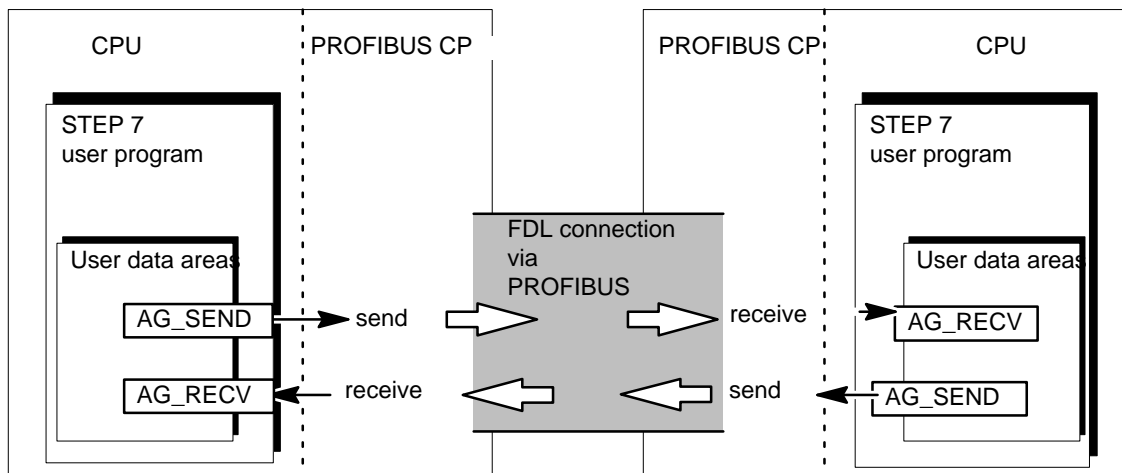 CPU
PROFIBUS CP
PROFIBUS CP
CPU
STEP 7
user program
STEP 7
user program
FDL connection
via
PROFIBUS
User data areas
User data areas
AG_SEND
send
receive
AG_RECV
AG_RECV
receive
send
AG_SEND